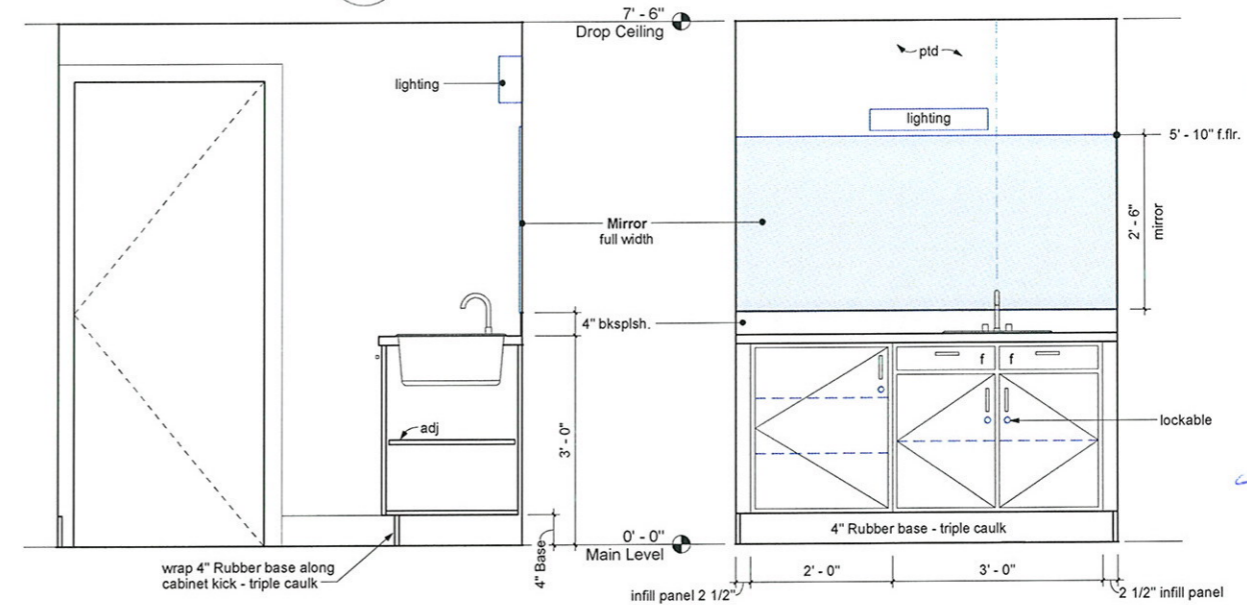 7' - 6"
Drop Ceiling
lighting
ptd
lighting
5' - 10" f.flr.
Mirror
full width
2' - 6"
mirror
4" bksplsh.
f
f
adj
3' - 0"
lockable
4" Rubber base - triple caulk
0' - 0"
Main Level
4" Base
wrap 4" Rubber base along
cabinet kick - triple caulk
2' - 0"
3' - 0"
infill panel 2 1/2"
2 1/2" infill panel